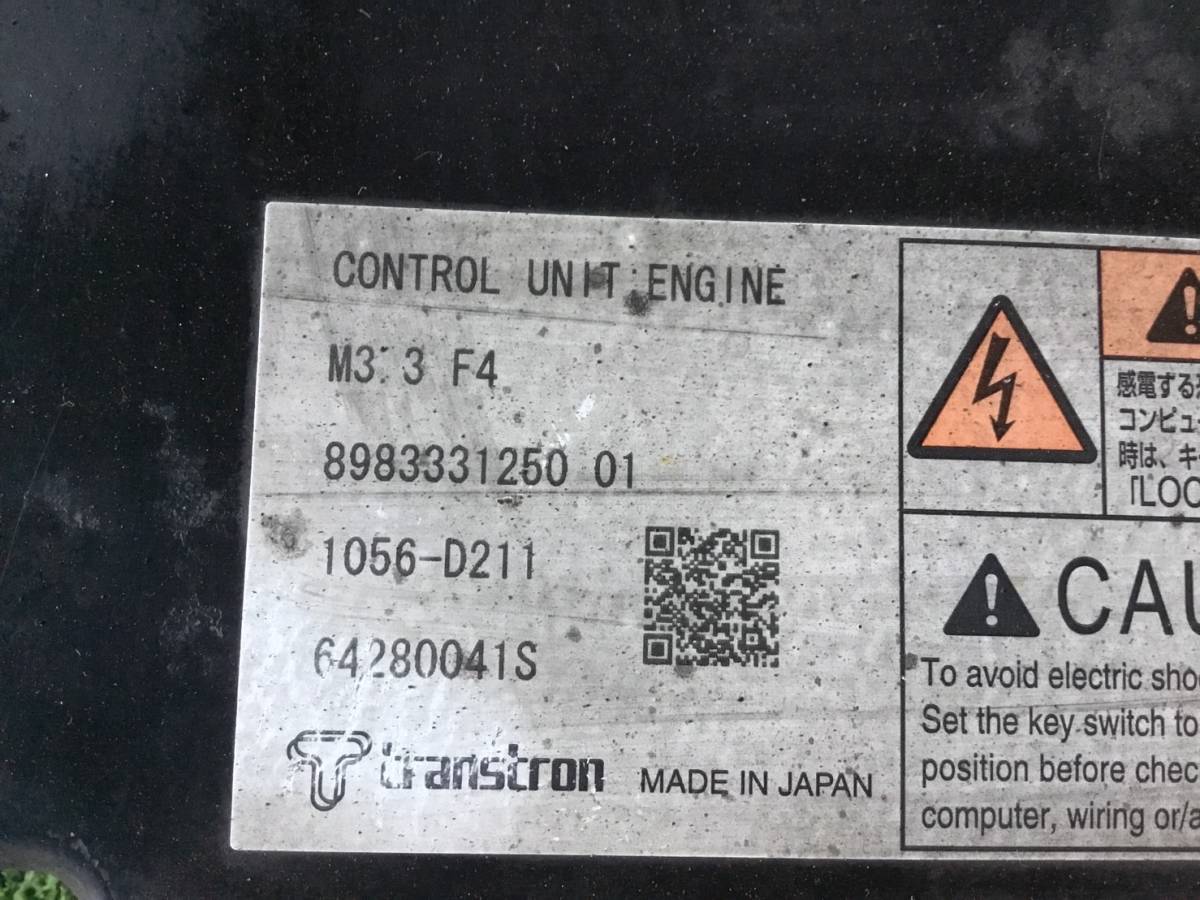 CONTROL UNIT;ENGINE
M3.3 F4
8983331250 01
1056-D211
64280041S
transtron MADE IN JAPAN
感電する
コンピュ
時は、キ
「LOC
CAU
To avoid electric sho
Set the key switch to
position before chec
computer, wiring or/a